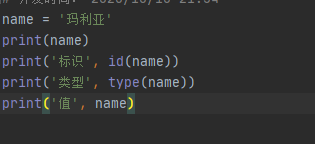 name = '玛利亚'
print(name)
print('标识', id(name))
print('类型', type(name))
print('值', name)